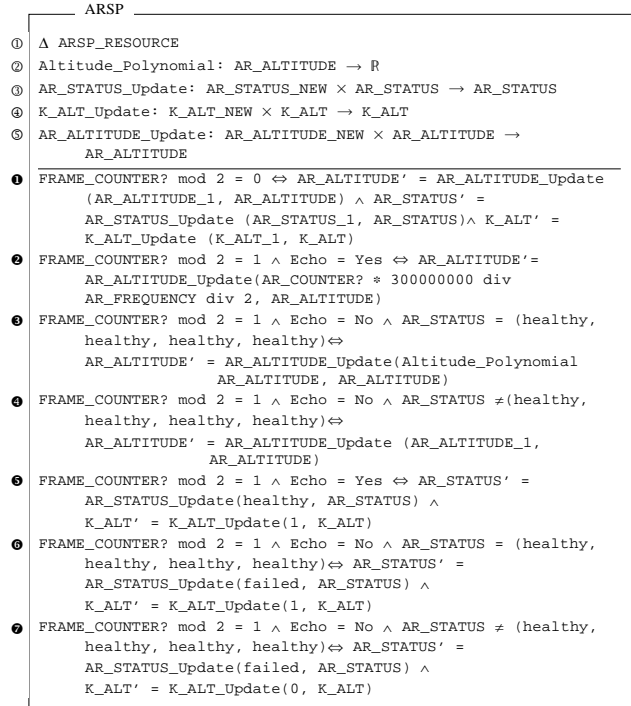 ARSP
① Δ ARSP_RESOURCE
② Altitude_Polynomial: AR_ALTITUDE → ℝ
③ AR_STATUS_Update: AR_STATUS_NEW × AR_STATUS → AR_STATUS
④ K_ALT_Update: K_ALT_NEW × K_ALT → K_ALT
⑤ AR_ALTITUDE_Update: AR_ALTITUDE_NEW × AR_ALTITUDE →
AR_ALTITUDE
❶ FRAME_COUNTER? mod 2 = 0 ⇔ AR_ALTITUDE′ = AR_ALTITUDE_Update
(AR_ALTITUDE_1, AR_ALTITUDE) ∧ AR_STATUS′ =
AR_STATUS_Update (AR_STATUS_1, AR_STATUS)∧ K_ALT′ =
K_ALT_Update (K_ALT_1, K_ALT)
❷ FRAME_COUNTER? mod 2 = 1 ∧ Echo = Yes ⇔ AR_ALTITUDE′=
AR_ALTITUDE_Update(AR_COUNTER? * 300000000 div
AR_FREQUENCY div 2, AR_ALTITUDE)
❸ FRAME_COUNTER? mod 2 = 1 ∧ Echo = No ∧ AR_STATUS = (healthy,
healthy, healthy, healthy)⇔
AR_ALTITUDE′ = AR_ALTITUDE_Update(Altitude_Polynomial
AR_ALTITUDE, AR_ALTITUDE)
❹ FRAME_COUNTER? mod 2 = 1 ∧ Echo = No ∧ AR_STATUS ≠(healthy,
healthy, healthy, healthy)⇔
AR_ALTITUDE′ = AR_ALTITUDE_Update (AR_ALTITUDE_1,
AR_ALTITUDE)
❺ FRAME_COUNTER? mod 2 = 1 ∧ Echo = Yes ⇔ AR_STATUS′ =
AR_STATUS_Update(healthy, AR_STATUS) ∧
K_ALT′ = K_ALT_Update(1, K_ALT)
❻ FRAME_COUNTER? mod 2 = 1 ∧ Echo = No ∧ AR_STATUS = (healthy,
healthy, healthy, healthy)⇔ AR_STATUS′ =
AR_STATUS_Update(failed, AR_STATUS) ∧
K_ALT′ = K_ALT_Update(1, K_ALT)
❼ FRAME_COUNTER? mod 2 = 1 ∧ Echo = No ∧ AR_STATUS ≠ (healthy,
healthy, healthy, healthy)⇔ AR_STATUS′ =
AR_STATUS_Update(failed, AR_STATUS) ∧
K_ALT′ = K_ALT_Update(0, K_ALT)